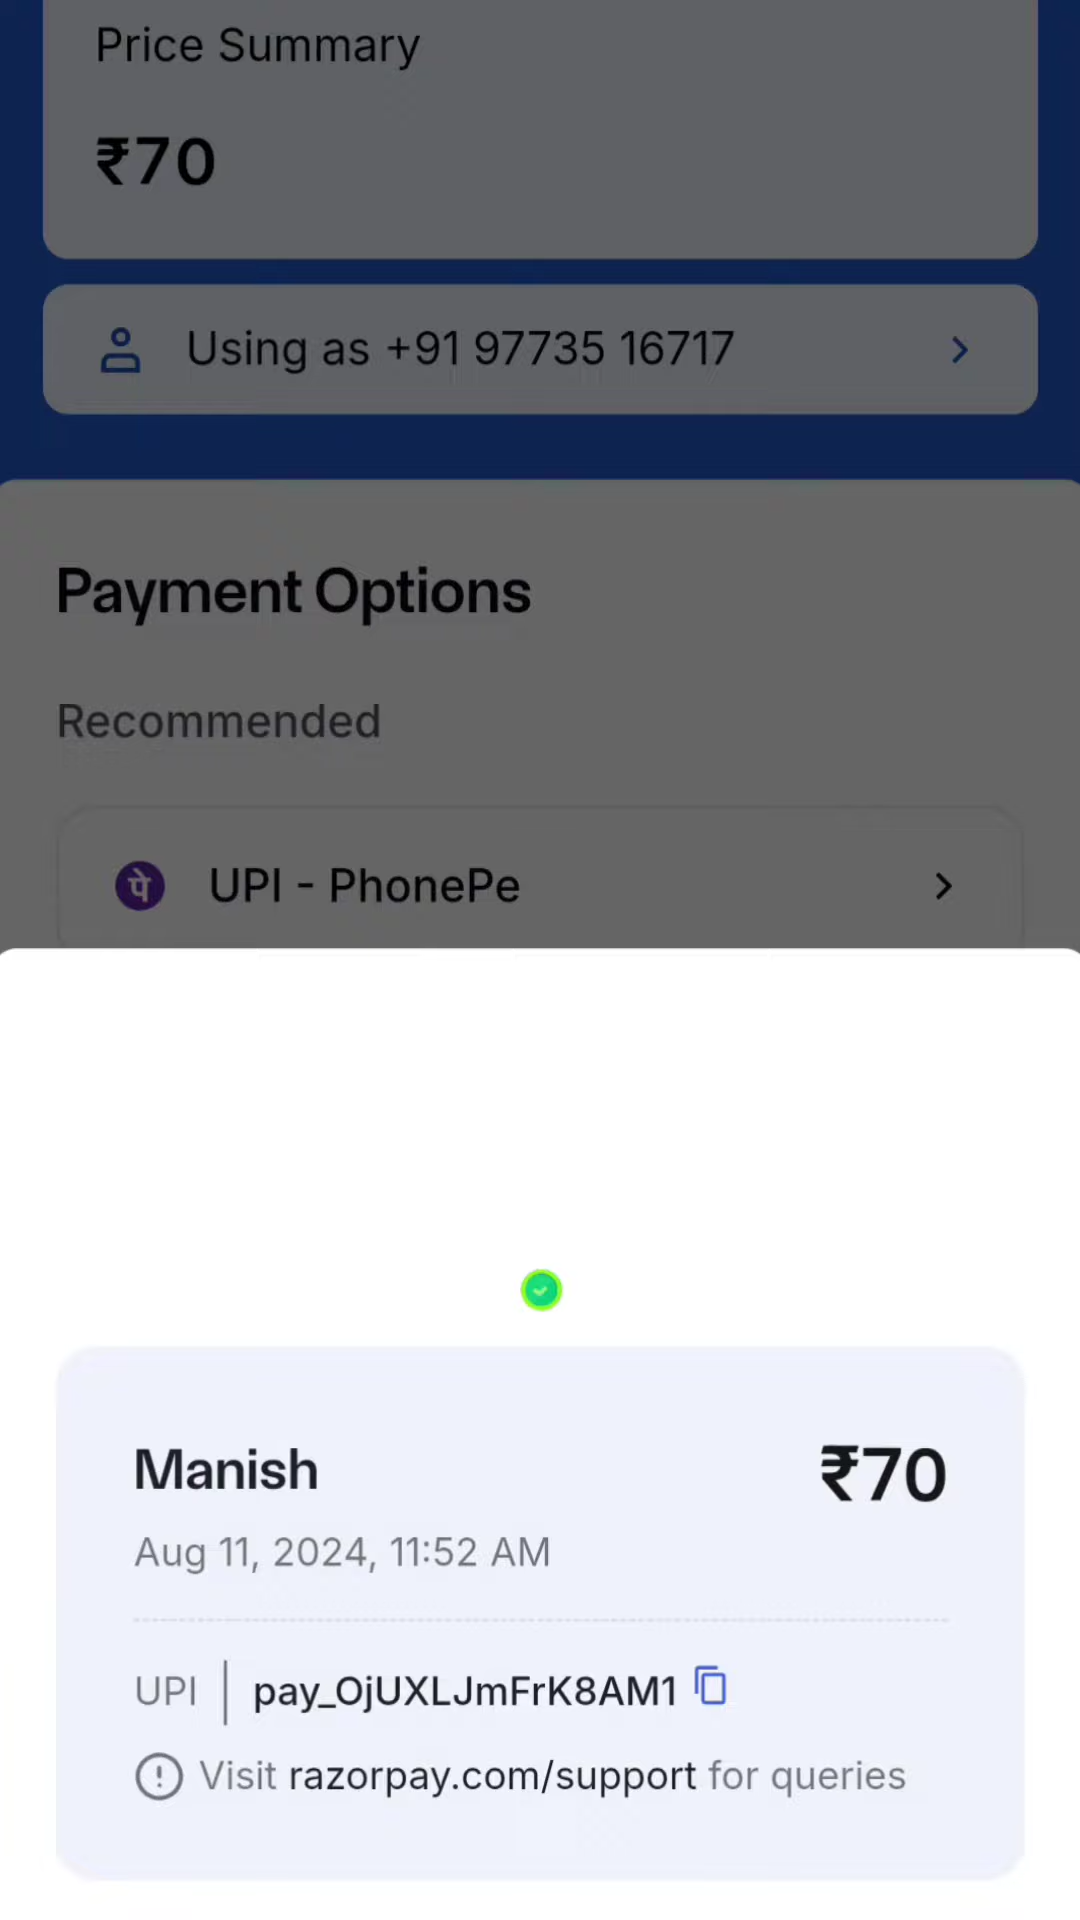 Price Summary
₹70
Using as +91 97735 16717
Payment Options
Recommended
पे UPI - PhonePe
Manish ₹70
Aug 11, 2024, 11:52 AM
UPI | pay_OjUXLJmFrK8AM1
Visit razorpay.com/support for queries